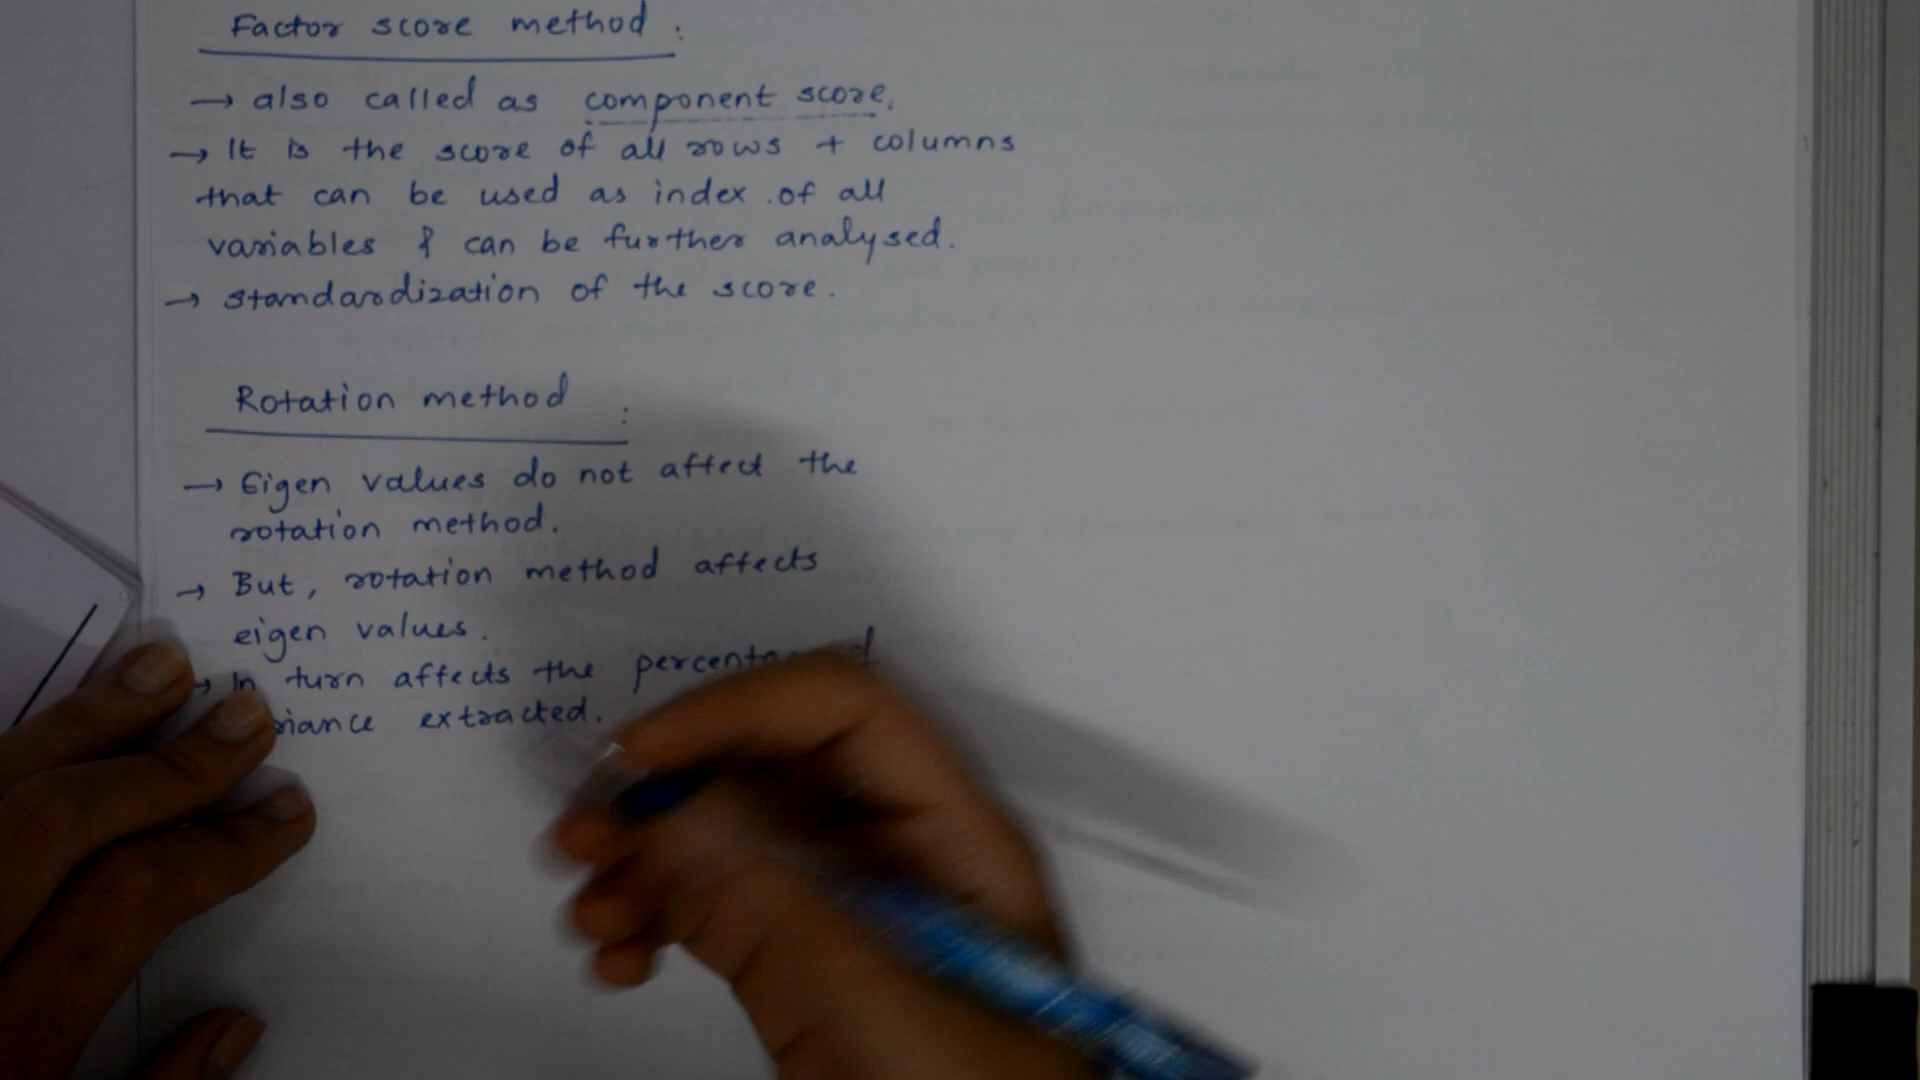 Factor score method :
→ also called as component score.
→ It is the score of all rows + columns
that can be used as index of all
variables & can be further analysed.
→ standardization of the score.
Rotation method :
→ Eigen values do not affect the
rotation method.
→ But, rotation method affects
eigen values.
→ In turn affects the
extracted.